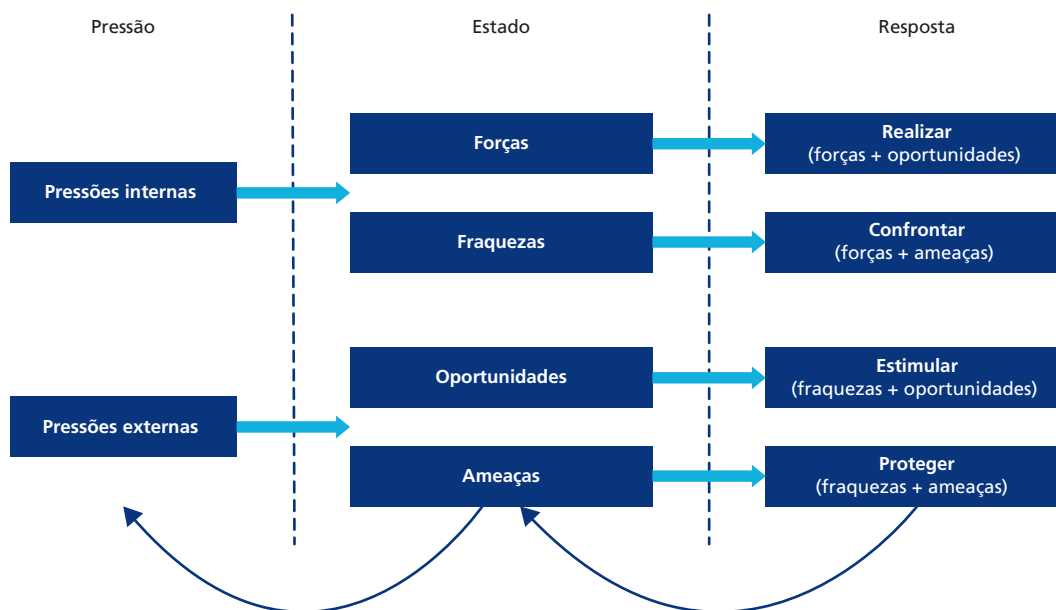 Pressão
Estado
Resposta
Pressões internas
Forças
Realizar
(forças + oportunidades)
Fraquezas
Confrontar
(forças + ameaças)
Pressões externas
Oportunidades
Estimular
(fraquezas + oportunidades)
Ameaças
Proteger
(fraquezas + ameaças)